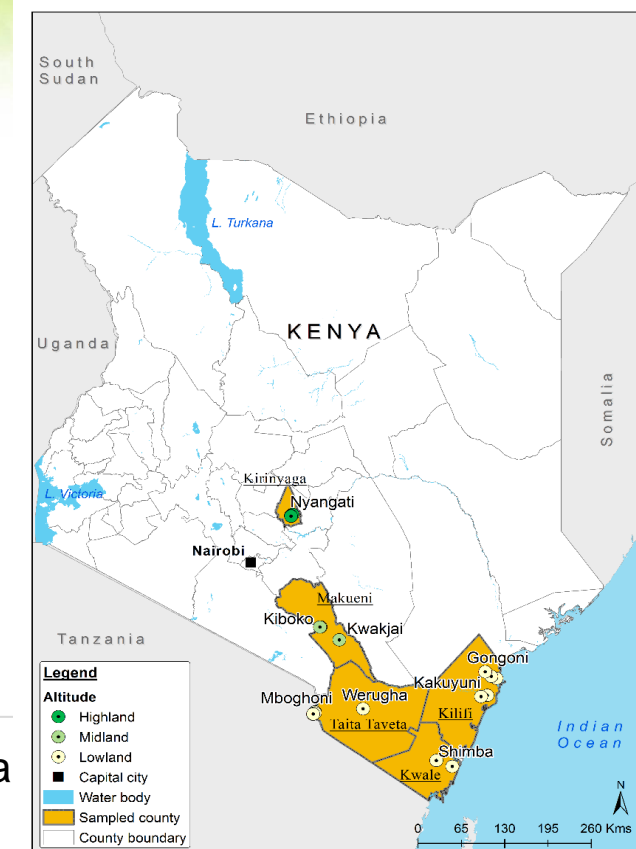 South
Sudan
Ethiopia
L. Turkana
KENYA
Uganda
Somalia
Kirinyaga
L. Victoria
Nyangati
Nairobi
Makueni
Kiboko
Kwakjai
Tanzania
Gongoni
Kakuyuni
Mboghoni
Werugha
Kilifi
Taita Taveta
Indian
Ocean
Shimba
Kwale
Legend
Altitude
Highland
Midland
Lowland
Capital city
Water body
Sampled county
County boundary
a
N
0 65 130 195 260 Kms